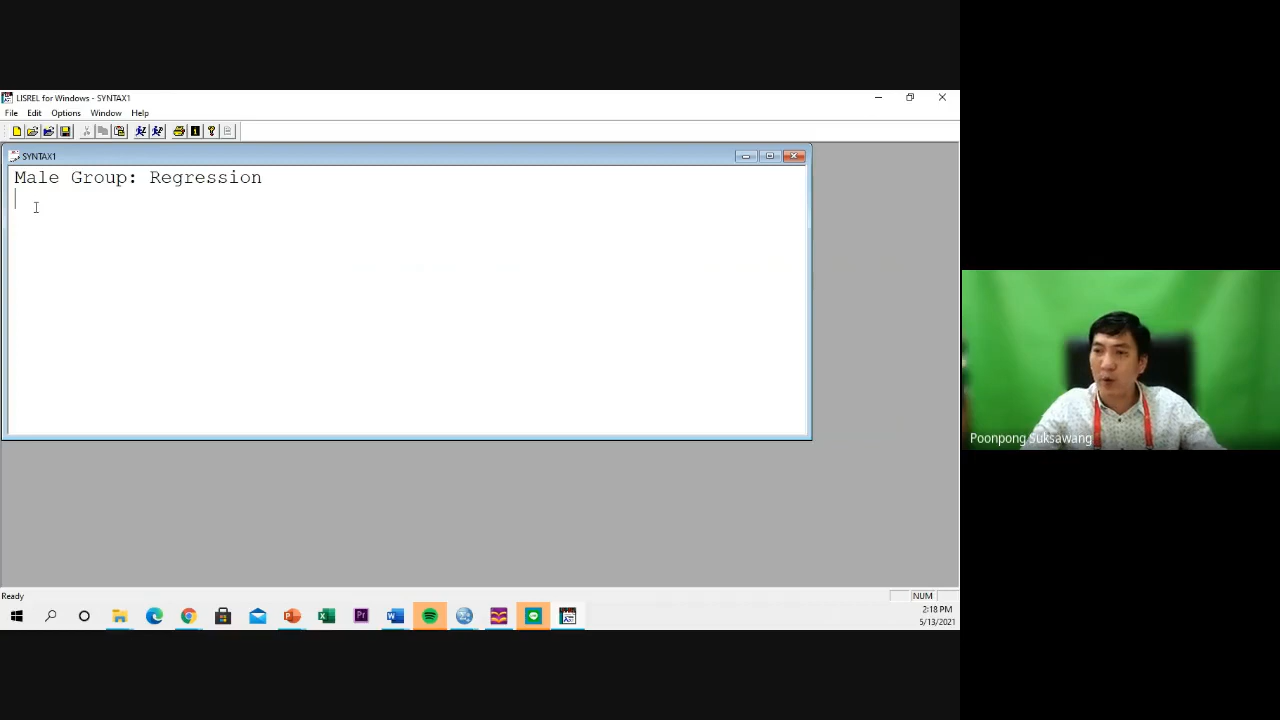 LISREL for Windows - SYNTAX1
File Edit Options Window Help
SYNTAX1
Male Group: Regression
Poonpong Suksawang
Ready
NUM
2:18 PM
5/13/2021